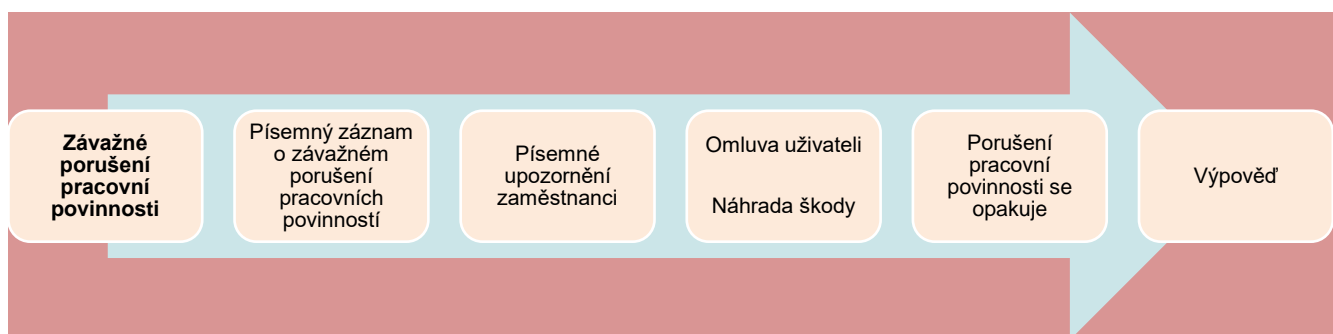 Závažné
porušení
pracovní
povinnosti
Písemný záznam
o závažném
porušení
pracovních
povinností
Písemné
upozornění
zaměstnanci
Omluva uživateli
Náhrada škody
Porušení
pracovní
povinnosti se
opakuje
Výpověď